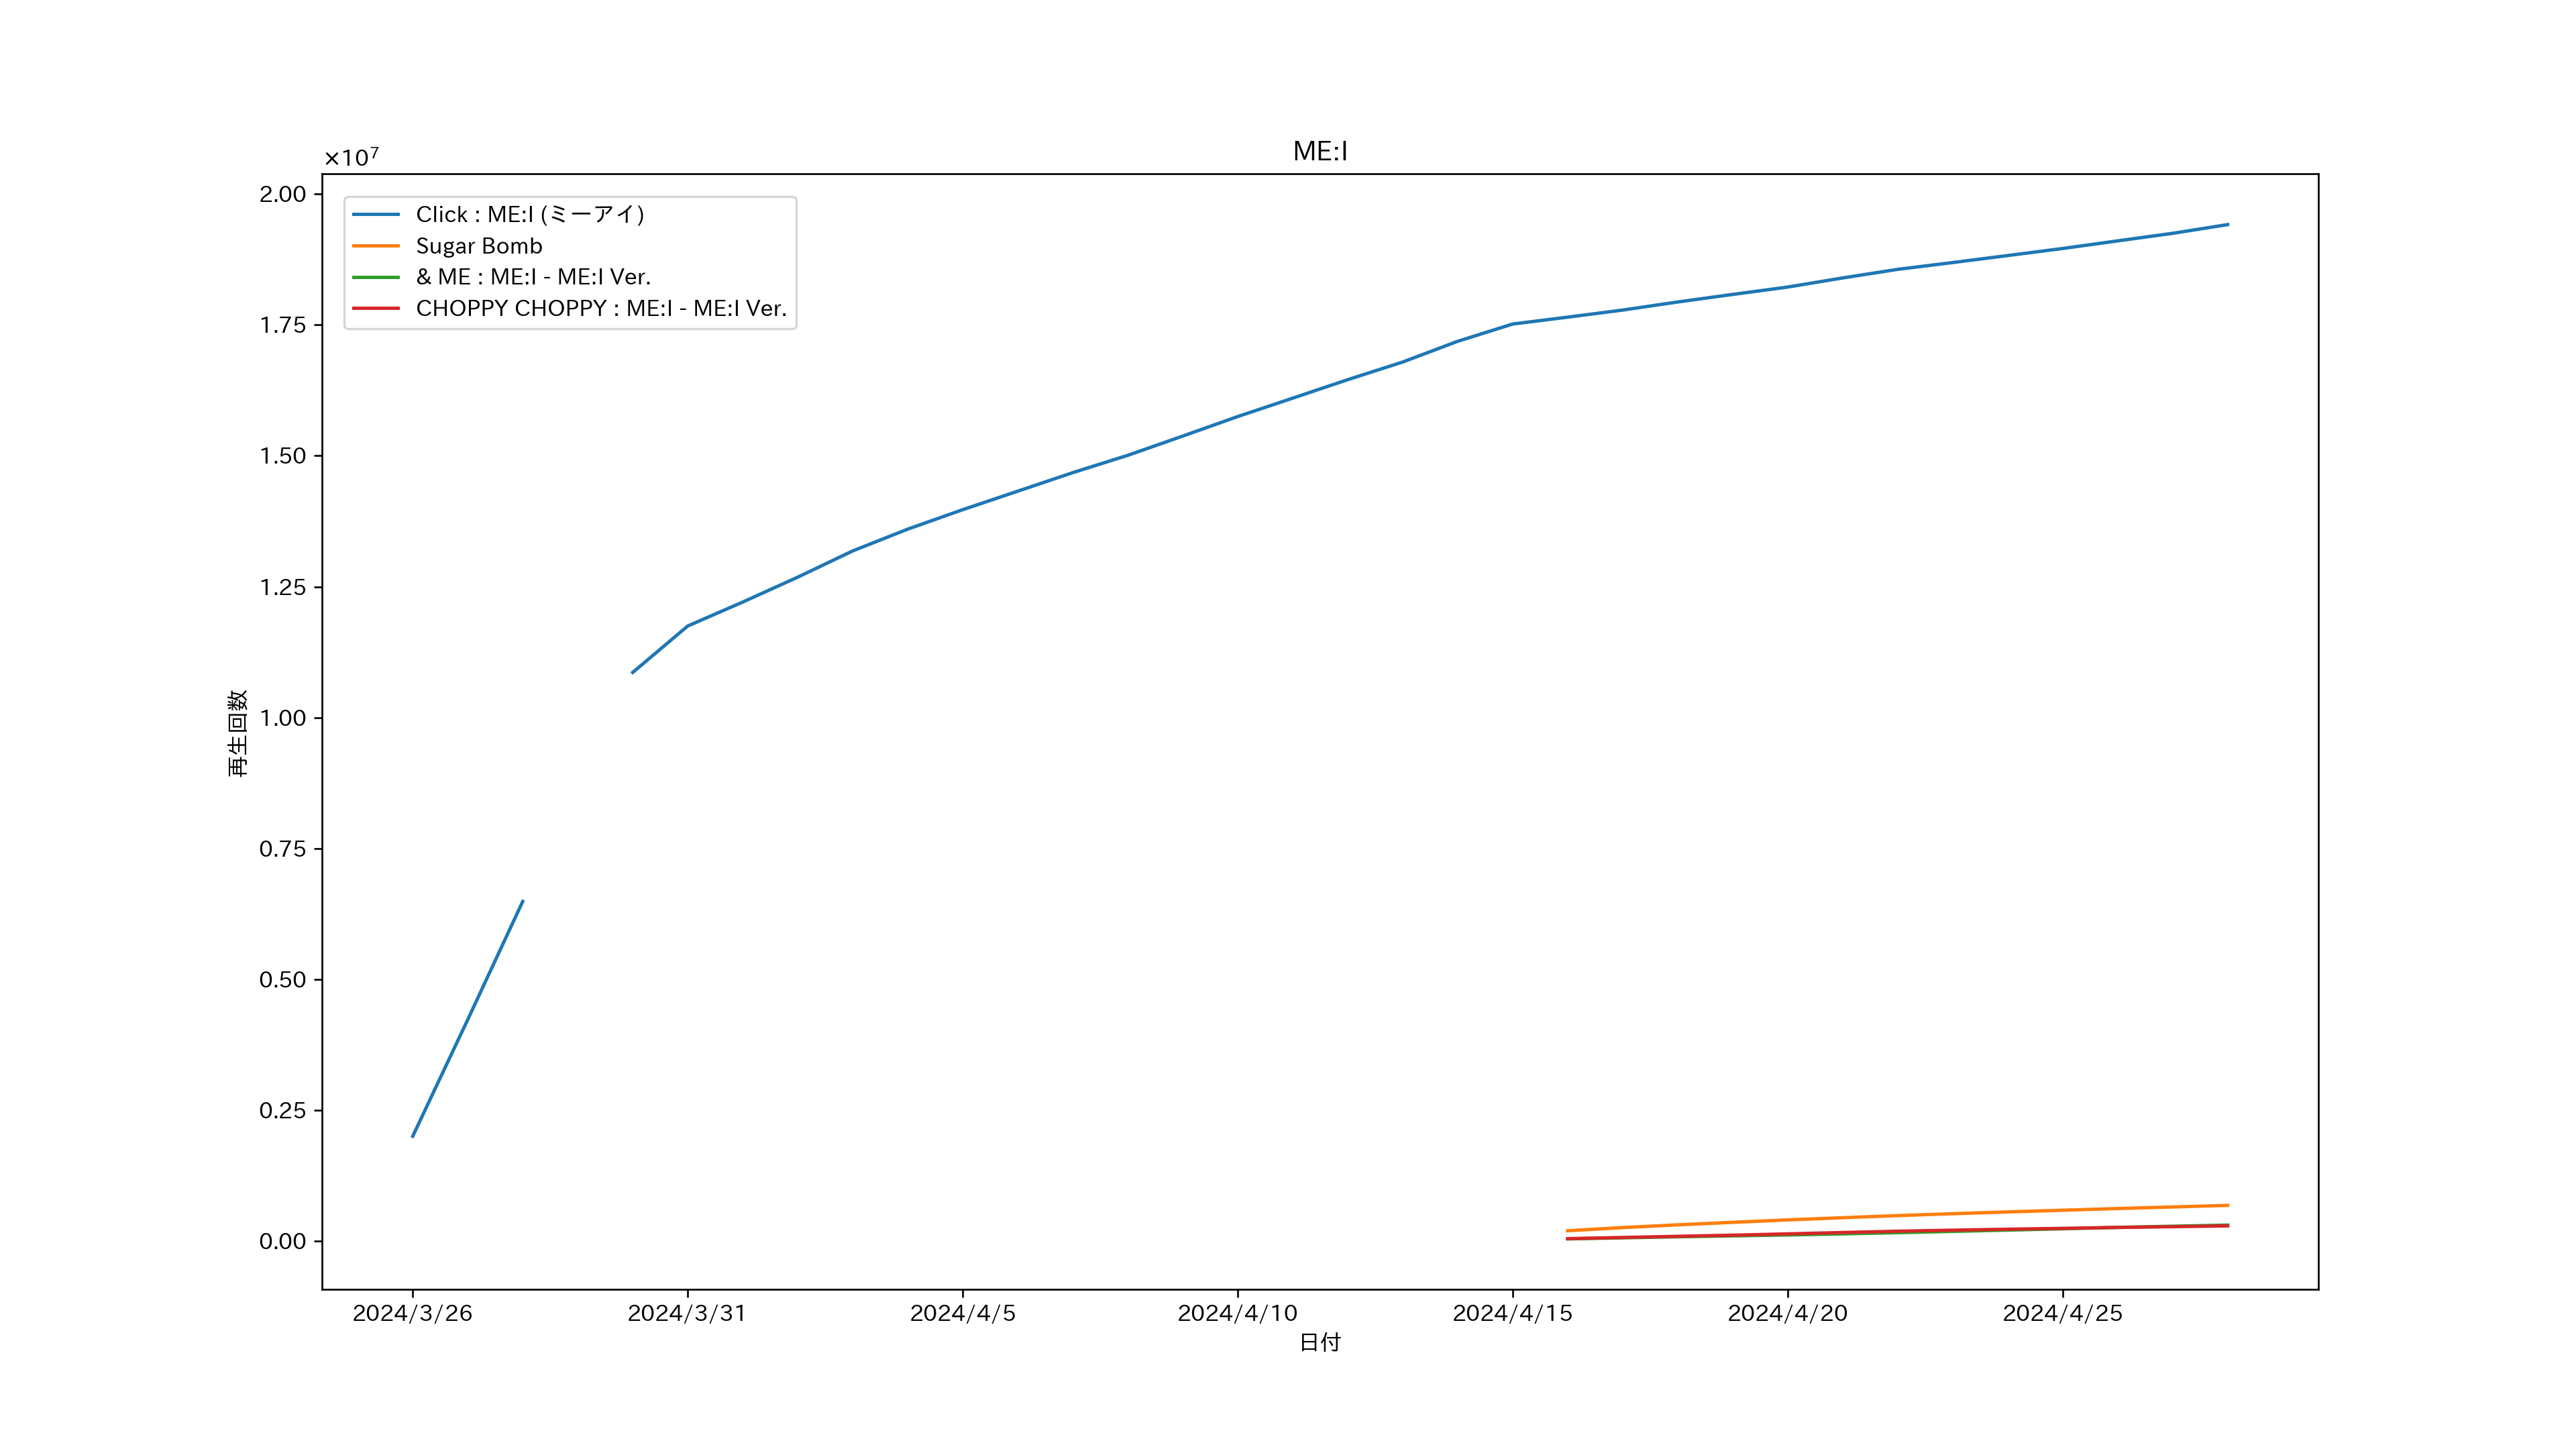 ME:I
×10⁷
2.00
1.75
1.50
1.25
1.00
0.75
0.50
0.25
0.00
再生回数
Click : ME:I (ミーアイ)
Sugar Bomb
& ME : ME:I - ME:I Ver.
CHOPPY CHOPPY : ME:I - ME:I Ver.
2024/3/26 2024/3/31 2024/4/5 2024/4/10 2024/4/15 2024/4/20 2024/4/25
日付